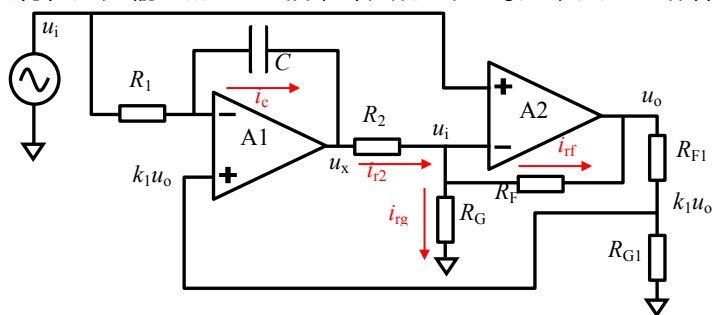 u_i
C
R_1
i_c
−
A1
+
R_2
u_x
i_r2
u_i
+
A2
−
u_o
i_rf
R_F
R_F1
k_1u_o
i_rg
R_G
k_1u_o
R_G1